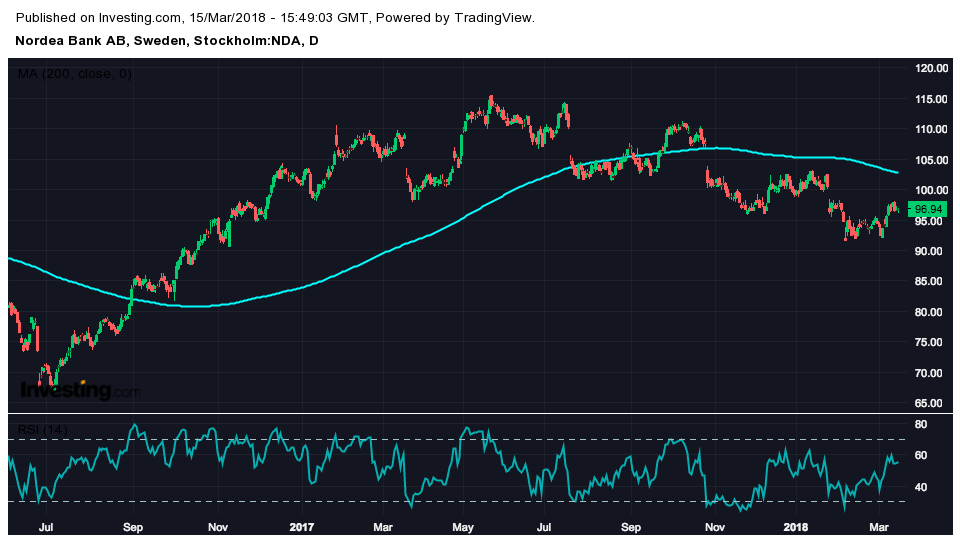 Published on Investing.com, 15/Mar/2018 - 15:49:03 GMT, Powered by TradingView.
Nordea Bank AB, Sweden, Stockholm:NDA, D
MA (200, close, 0)
120.00
115.00
110.00
105.00
100.00
96.94
95.00
90.00
85.00
80.00
75.00
70.00
65.00
Investing.com
RSI (14)
80
60
40
Jul Sep Nov 2017 Mar May Jul Sep Nov 2018 Mar